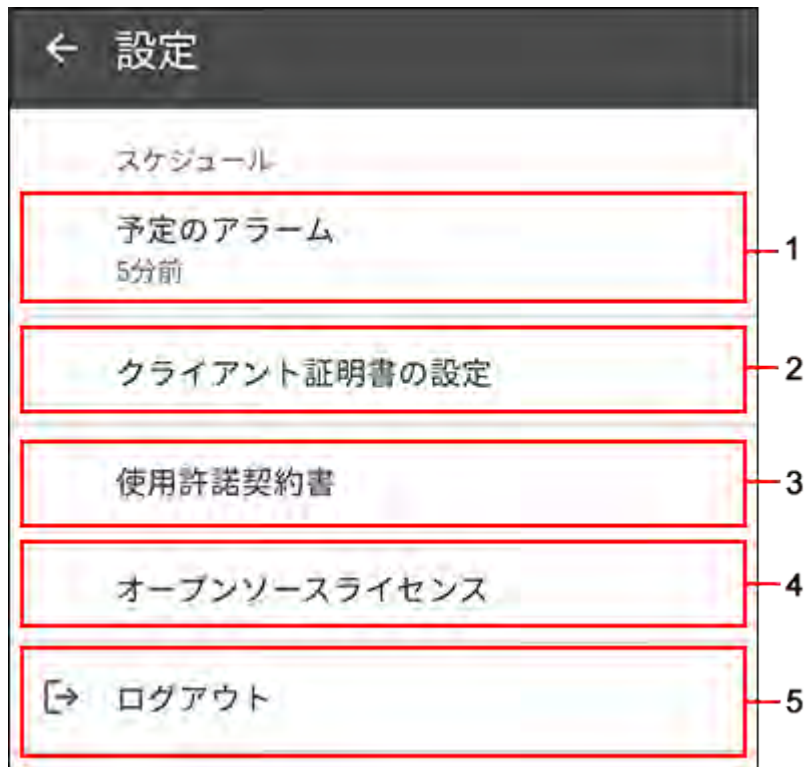 設定
スケジュール
予定のアラーム
5分前
1
クライアント証明書の設定
2
使用許諾契約書
3
オープンソースライセンス
4
ログアウト
5